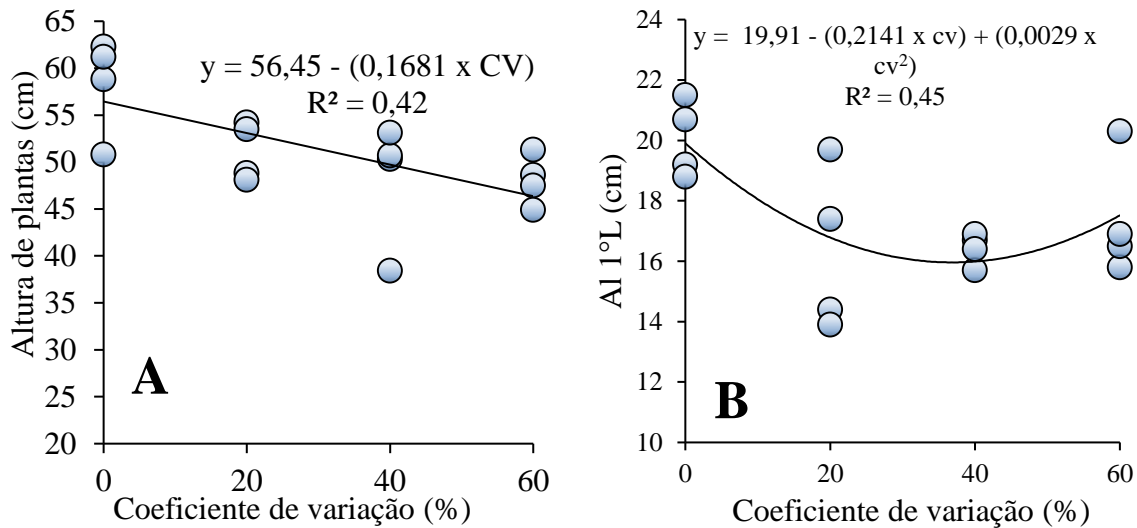 65
60
55
50
45
40
35
30
25
20
Altura de plantas (cm)
y = 56,45 - (0,1681 x CV)
R² = 0,42
A
0 20 40 60
Coeficiente de variação (%)
24
22
20
18
16
14
12
10
Al 1°L (cm)
y = 19,91 - (0,2141 x cv) + (0,0029 x
cv²)
R² = 0,45
B
0 20 40 60
Coeficiente de variação (%)